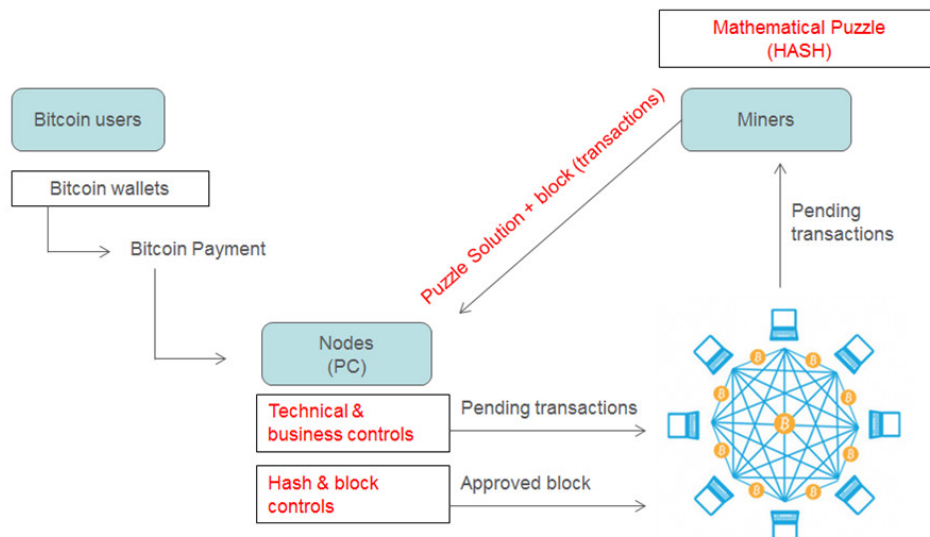 Mathematical Puzzle
(HASH)
Bitcoin users
Miners
Bitcoin wallets
Puzzle Solution + block (transactions)
Pending
transactions
Bitcoin Payment
Nodes
(PC)
Technical &
business controls
Pending transactions
Hash & block
controls
Approved block